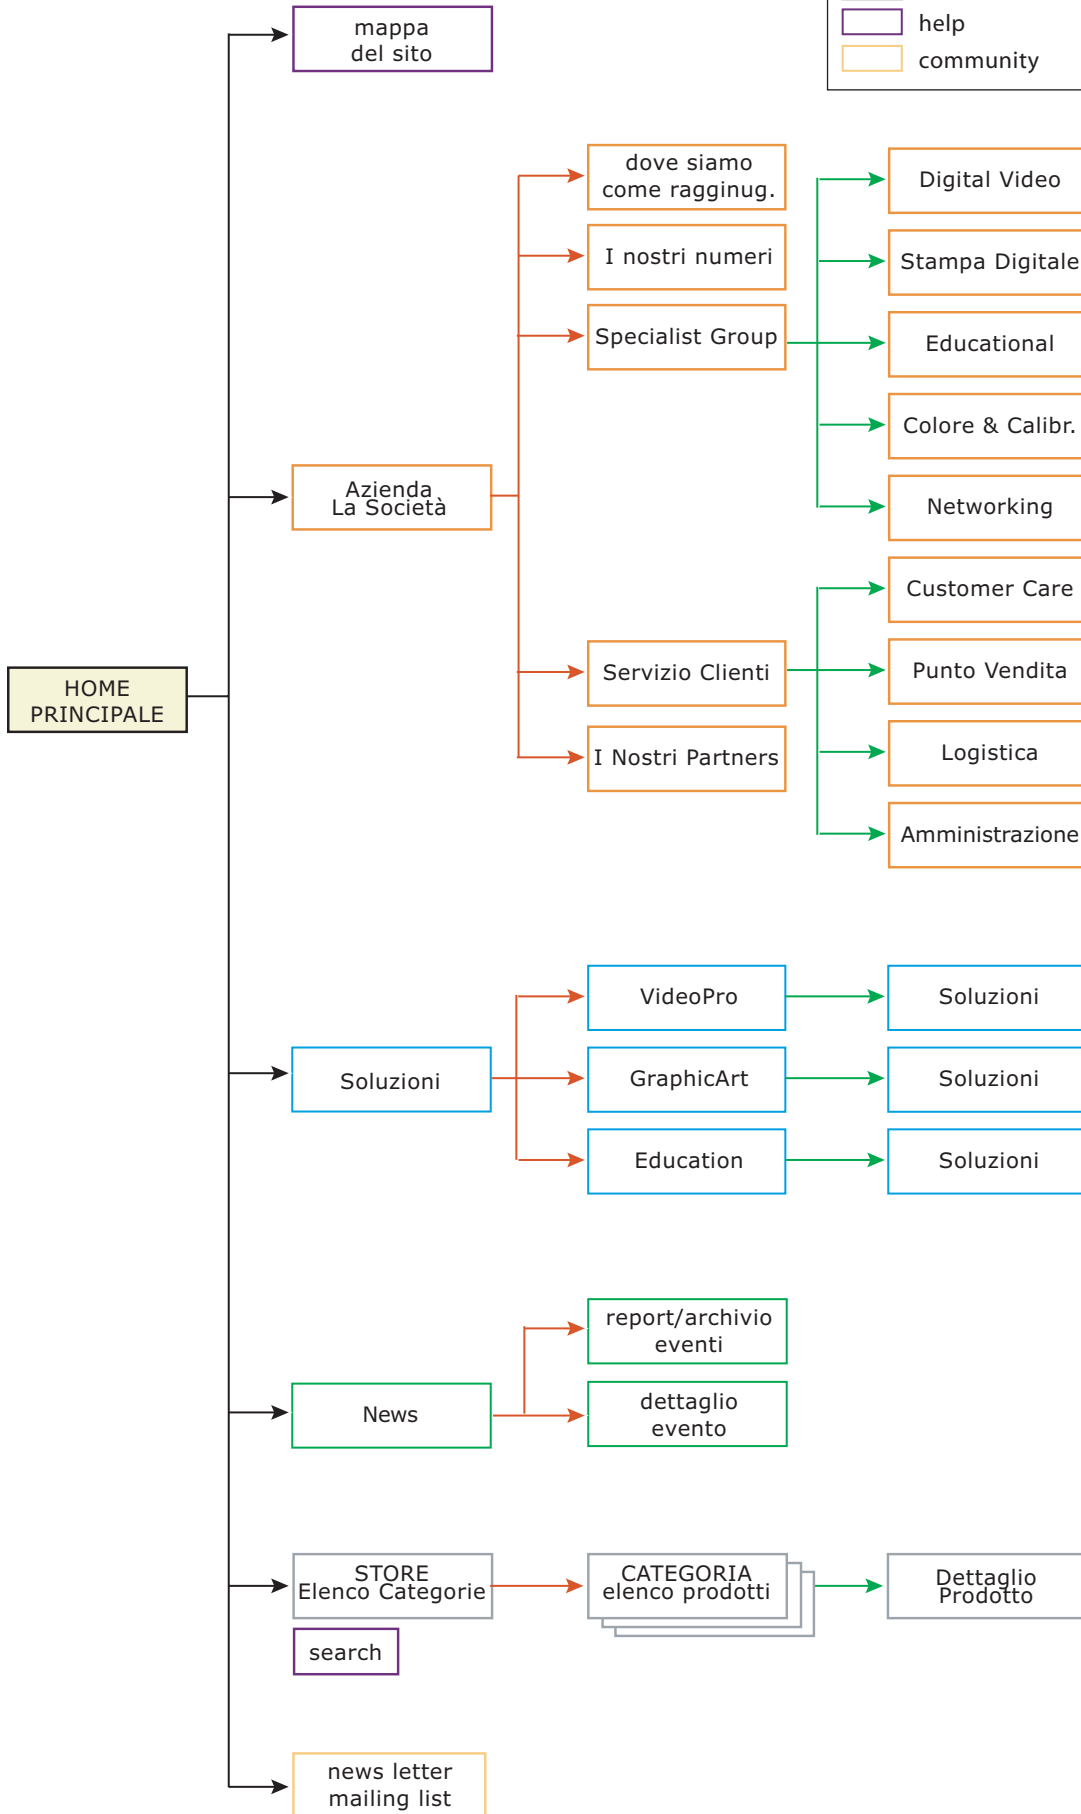 mappa
del sito
help
community
dove siamo
come ragginug.
I nostri numeri
Specialist Group
Digital Video
Stampa Digitale
Educational
Colore & Calibr.
Networking
Azienda
La Società
Customer Care
Servizio Clienti
Punto Vendita
HOME
PRINCIPALE
I Nostri Partners
Logistica
Amministrazione
VideoPro
Soluzioni
Soluzioni
GraphicArt
Soluzioni
Education
Soluzioni
report/archivio
eventi
News
dettaglio
evento
STORE
Elenco Categorie
CATEGORIA
elenco prodotti
Dettaglio
Prodotto
search
news letter
mailing list